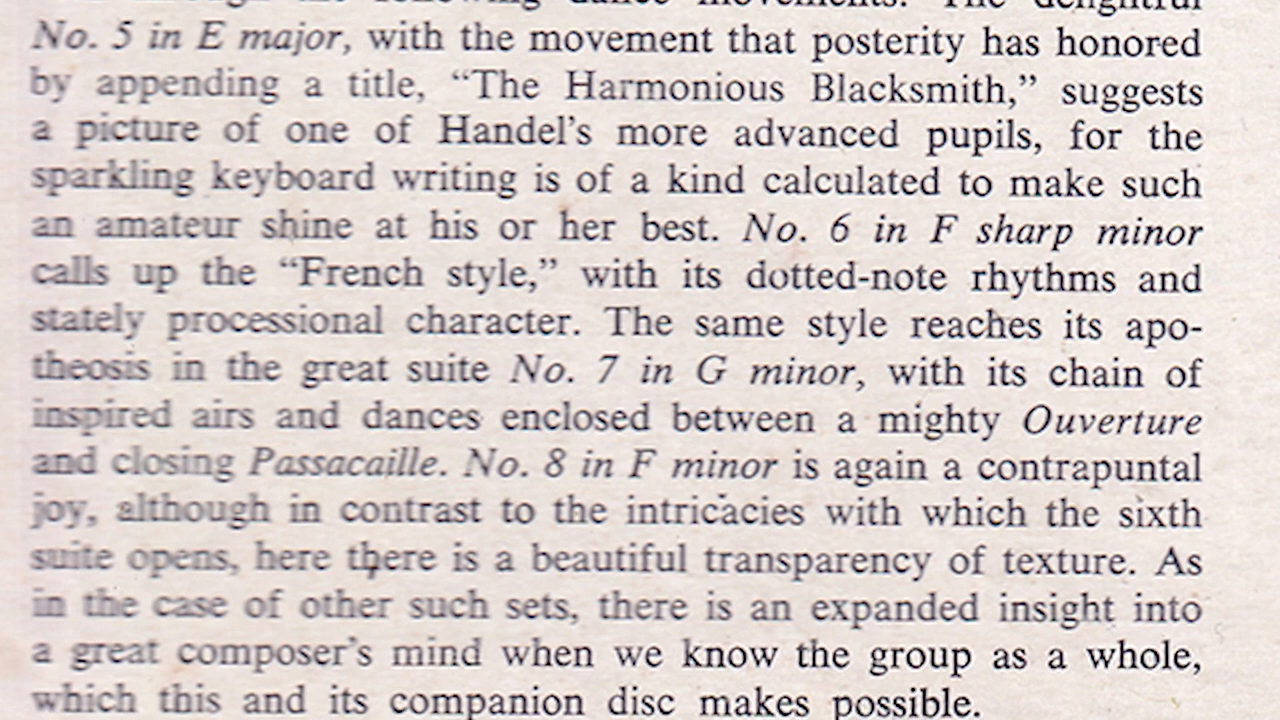 the following dance movements. The delightful
No. 5 in E major, with the movement that posterity has honored
by appending a title, “The Harmonious Blacksmith,” suggests
a picture of one of Handel’s more advanced pupils, for the
sparkling keyboard writing is of a kind calculated to make such
an amateur shine at his or her best. No. 6 in F sharp minor
calls up the “French style,” with its dotted-note rhythms and
stately processional character. The same style reaches its apo-
theosis in the great suite No. 7 in G minor, with its chain of
inspired airs and dances enclosed between a mighty Ouverture
and closing Passacaille. No. 8 in F minor is again a contrapuntal
joy, although in contrast to the intricacies with which the sixth
suite opens, here there is a beautiful transparency of texture. As
in the case of other such sets, there is an expanded insight into
a great composer’s mind when we know the group as a whole,
which this and its companion disc makes possible.